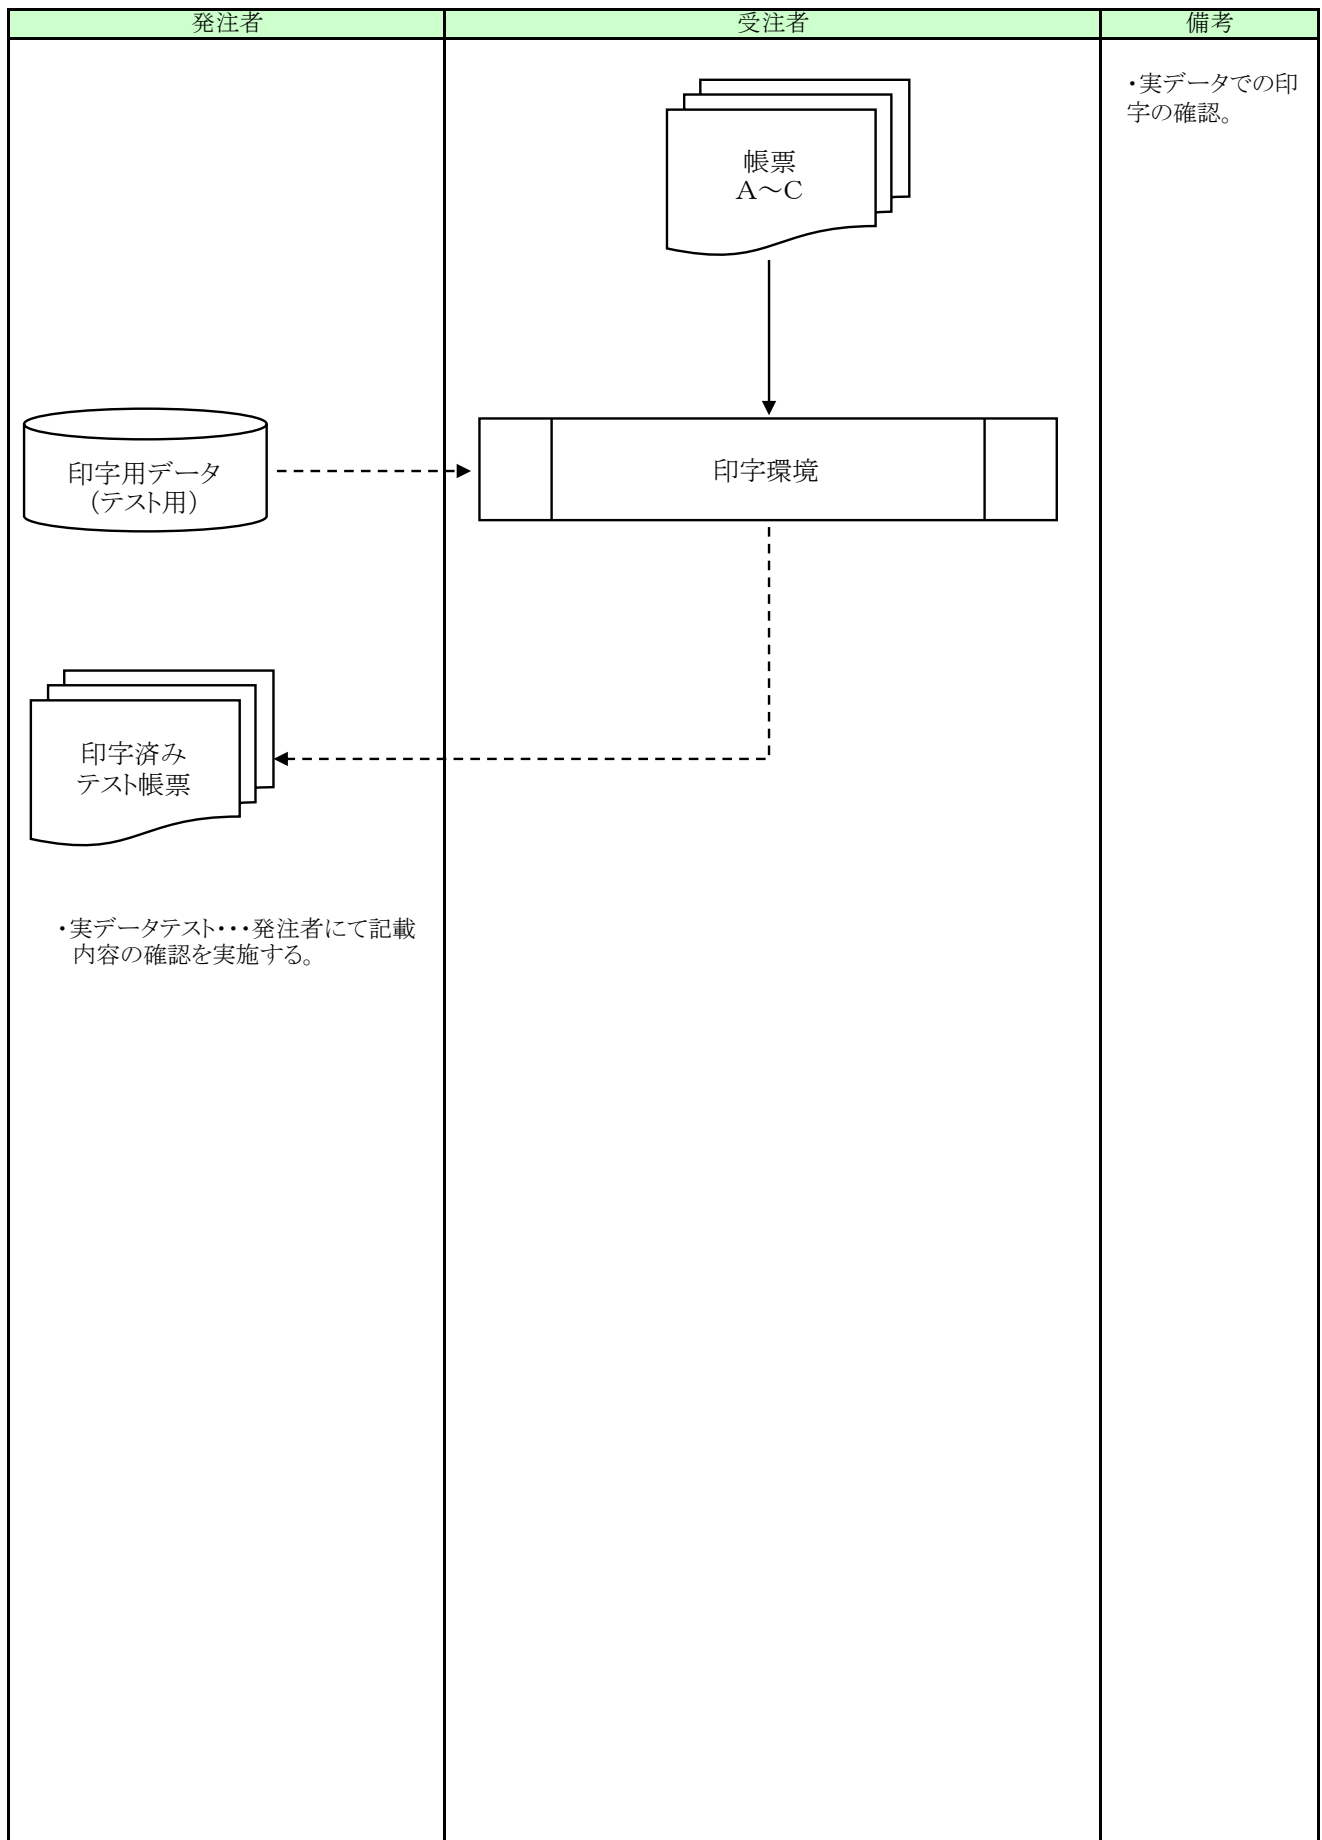 発注者
受注者
備考
・実データでの印
字の確認。
帳票
A～C
印字用データ
（テスト用）
印字環境
印字済み
テスト帳票
・実データテスト・・・発注者にて記載
内容の確認を実施する。